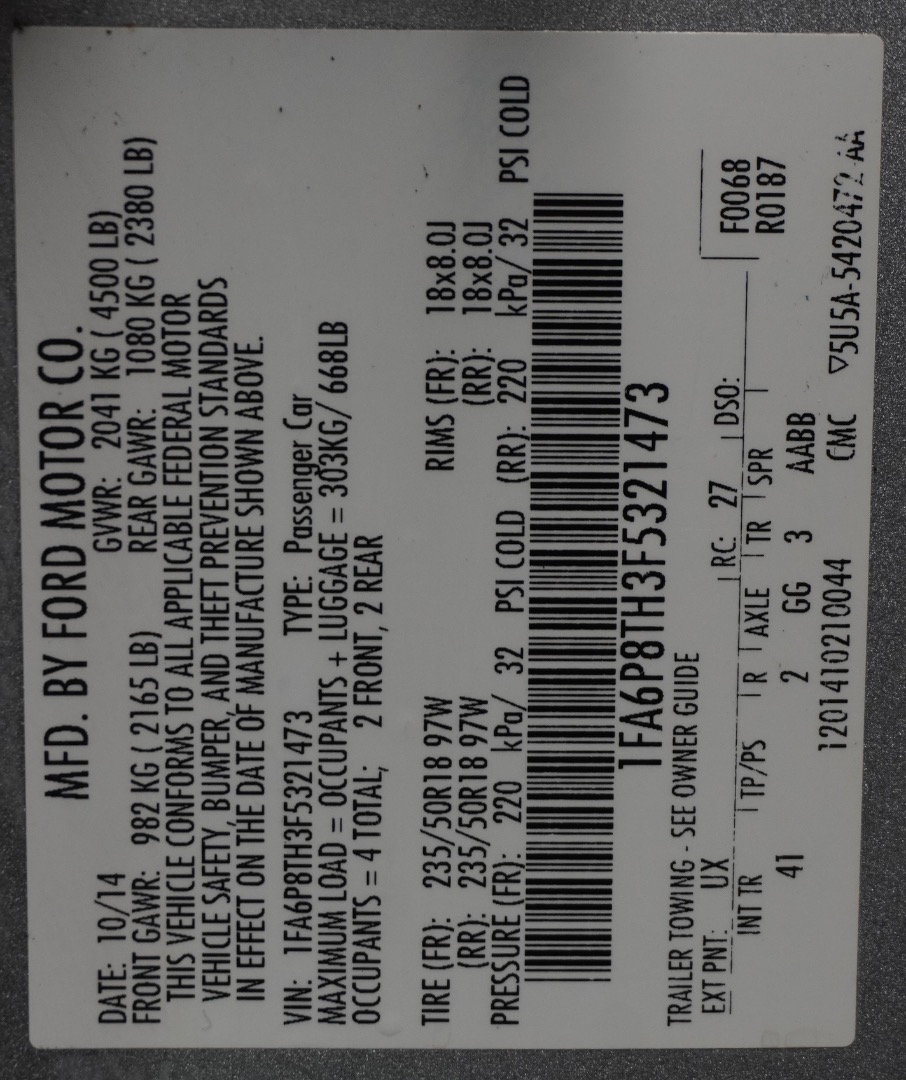 MFD. BY FORD MOTOR CO.
DATE: 10/14 GVWR: 2041 KG ( 4500 LB)
FRONT GAWR: 982 KG ( 2165 LB) REAR GAWR: 1080 KG ( 2380 LB)
THIS VEHICLE CONFORMS TO ALL APPLICABLE FEDERAL MOTOR
VEHICLE SAFETY, BUMPER, AND THEFT PREVENTION STANDARDS
IN EFFECT ON THE DATE OF MANUFACTURE SHOWN ABOVE.
VIN: 1FA6P8TH3F5321473 TYPE: Passenger Car
MAXIMUM LOAD = OCCUPANTS + LUGGAGE = 303KG/ 668LB
OCCUPANTS = 4 TOTAL; 2 FRONT, 2 REAR
TIRE (FR): 235/50R18 97W RIMS (FR): 18x8.0J
(RR): 235/50R18 97W (RR): 18x8.0J
PRESSURE (FR): 220 kPa/ 32 PSI COLD (RR): 220 kPa/ 32 PSI COLD
1FA6P8TH3F5321473
TRAILER TOWING - SEE OWNER GUIDE
EXT PNT: UX RC: 27 DSO: F0068
INT TR TP/PS R AXLE TR SPR R0187
41 2 GG 3 AABB
1201410210044 CMC ▽5U5A-5420472-AA